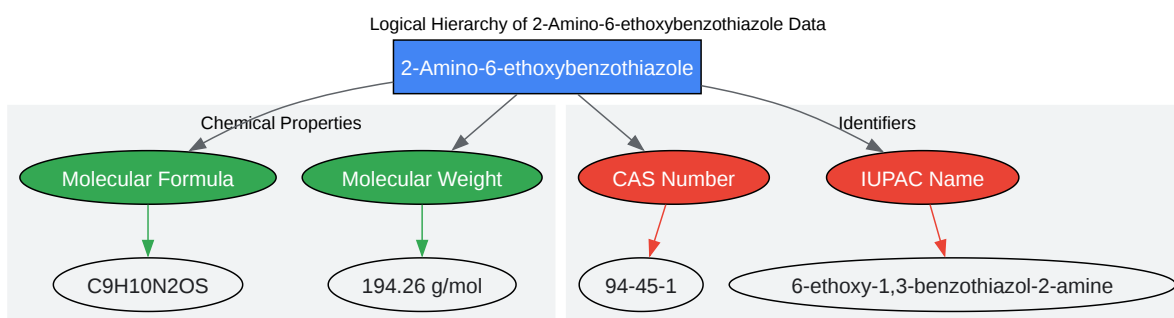 Logical Hierarchy of 2-Amino-6-ethoxybenzothiazole Data
2-Amino-6-ethoxybenzothiazole
Chemical Properties
Identifiers
Molecular Formula
Molecular Weight
CAS Number
IUPAC Name
C9H10N2OS
194.26 g/mol
94-45-1
6-ethoxy-1,3-benzothiazol-2-amine